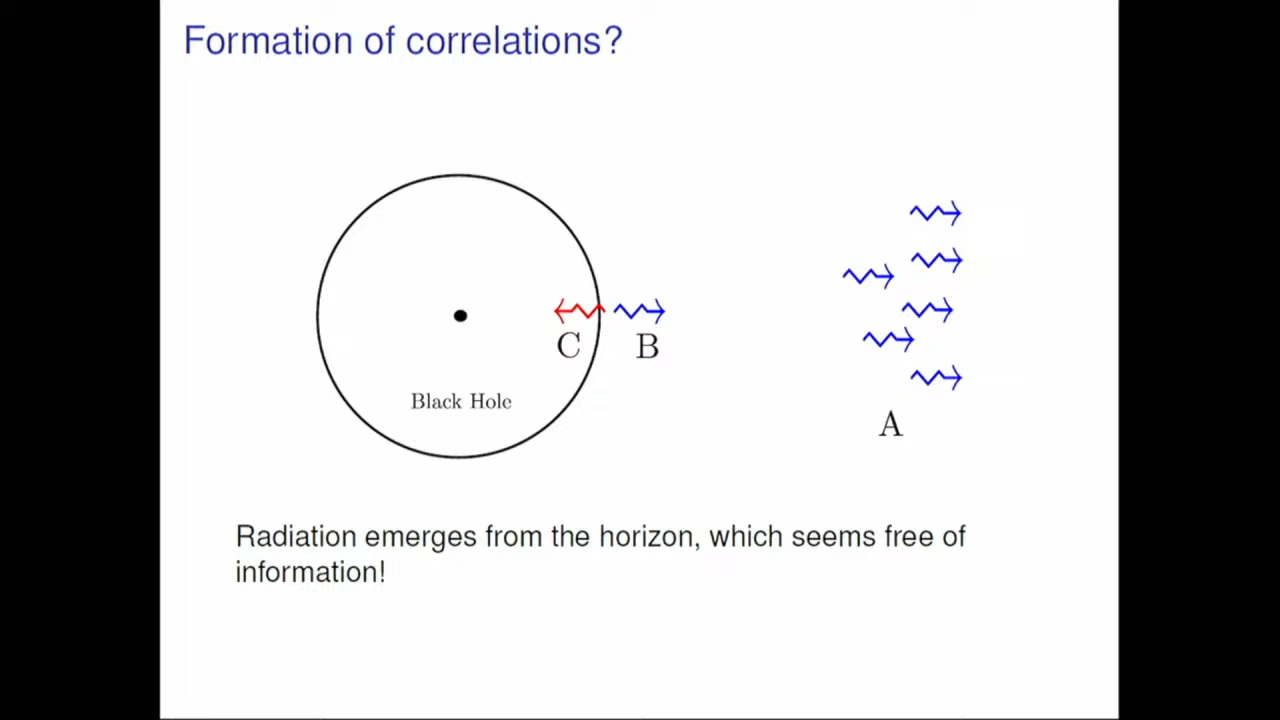 Formation of correlations?
C
B
Black Hole
A
Radiation emerges from the horizon, which seems free of
information!